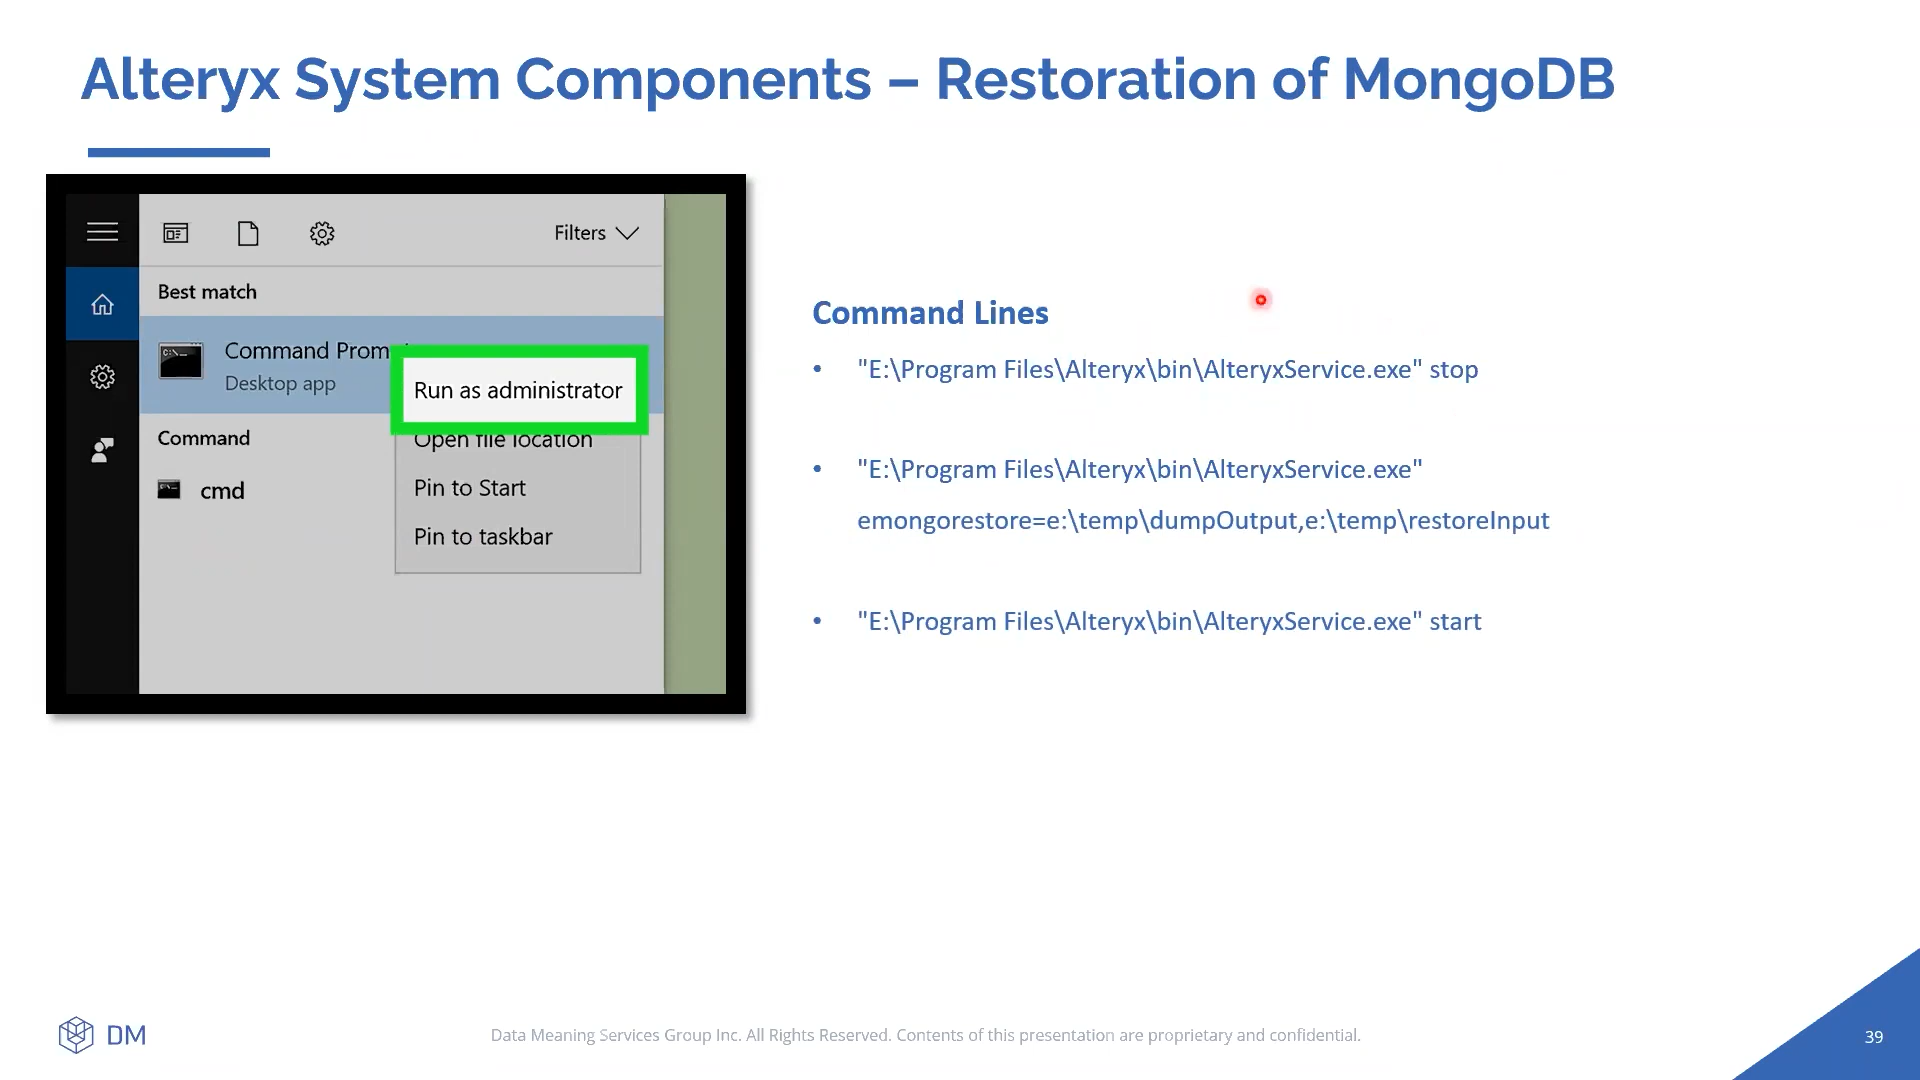 Alteryx System Components – Restoration of MongoDB
Filters
Best match
Command Prom
Desktop app
Run as administrator
Command
Open file location
cmd
Pin to Start
Pin to taskbar
Command Lines
• "E:\Program Files\Alteryx\bin\AlteryxService.exe" stop
• "E:\Program Files\Alteryx\bin\AlteryxService.exe"
emongorestore=e:\temp\dumpOutput,e:\temp\restoreInput
• "E:\Program Files\Alteryx\bin\AlteryxService.exe" start
DM
Data Meaning Services Group Inc. All Rights Reserved. Contents of this presentation are proprietary and confidential.
39